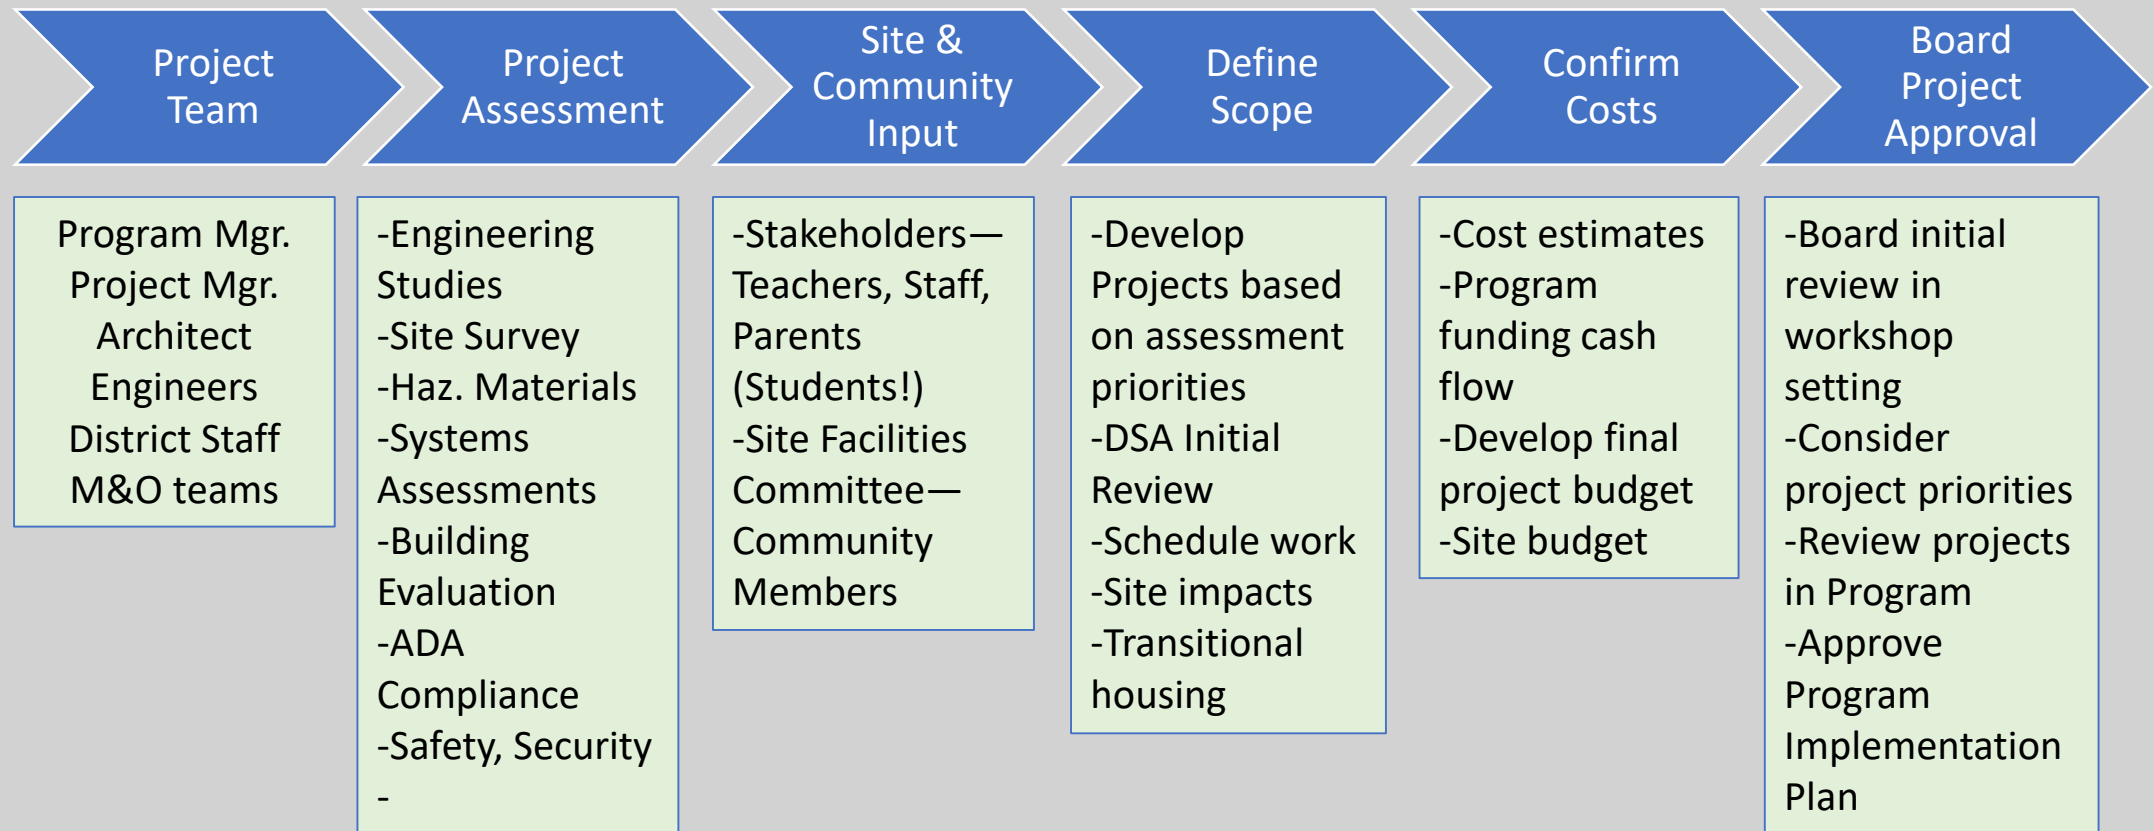 Project
Team
Project
Assessment
Site &
Community
Input
Define
Scope
Confirm
Costs
Board
Project
Approval
Program Mgr.
Project Mgr.
Architect
Engineers
District Staff
M&O teams
-Engineering
Studies
-Site Survey
-Haz. Materials
-Systems
Assessments
-Building
Evaluation
-ADA
Compliance
-Safety, Security
-
-Stakeholders—
Teachers, Staff,
Parents
(Students!)
-Site Facilities
Committee—
Community
Members
-Develop
Projects based
on assessment
priorities
-DSA Initial
Review
-Schedule work
-Site impacts
-Transitional
housing
-Cost estimates
-Program
funding cash
flow
-Develop final
project budget
-Site budget
-Board initial
review in
workshop
setting
-Consider
project priorities
-Review projects
in Program
-Approve
Program
Implementation
Plan